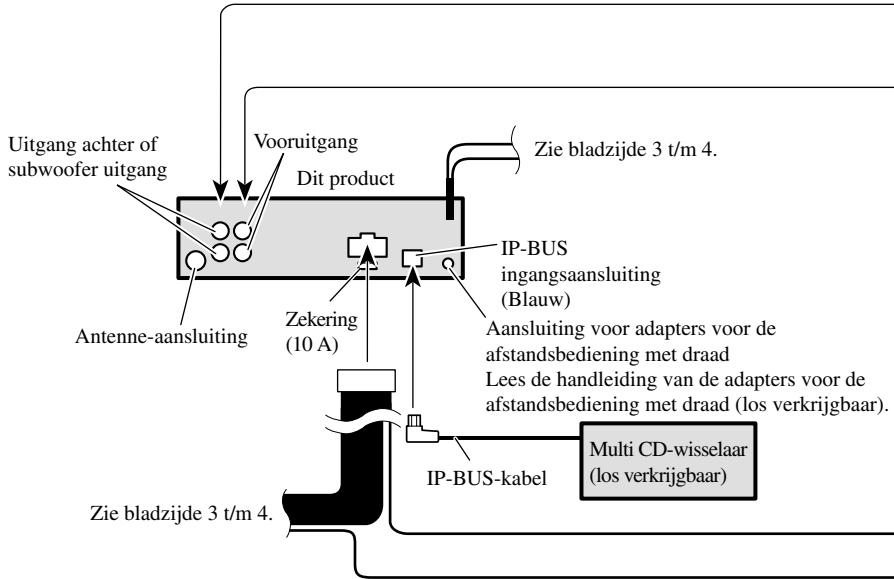 Uitgang achter of
subwoofer uitgang
Vooruitgang
Dit product
Zie bladzijde 3 t/m 4.
IP-BUS
ingangsaansluiting
(Blauw)
Antenne-aansluiting
Zekering
(10 A)
Aansluiting voor adapters voor de
afstandsbediening met draad
Lees de handleiding van de adapters voor de
afstandsbediening met draad (los verkrijgbaar).
Multi CD-wisselaar
(los verkrijgbaar)
IP-BUS-kabel
Zie bladzijde 3 t/m 4.